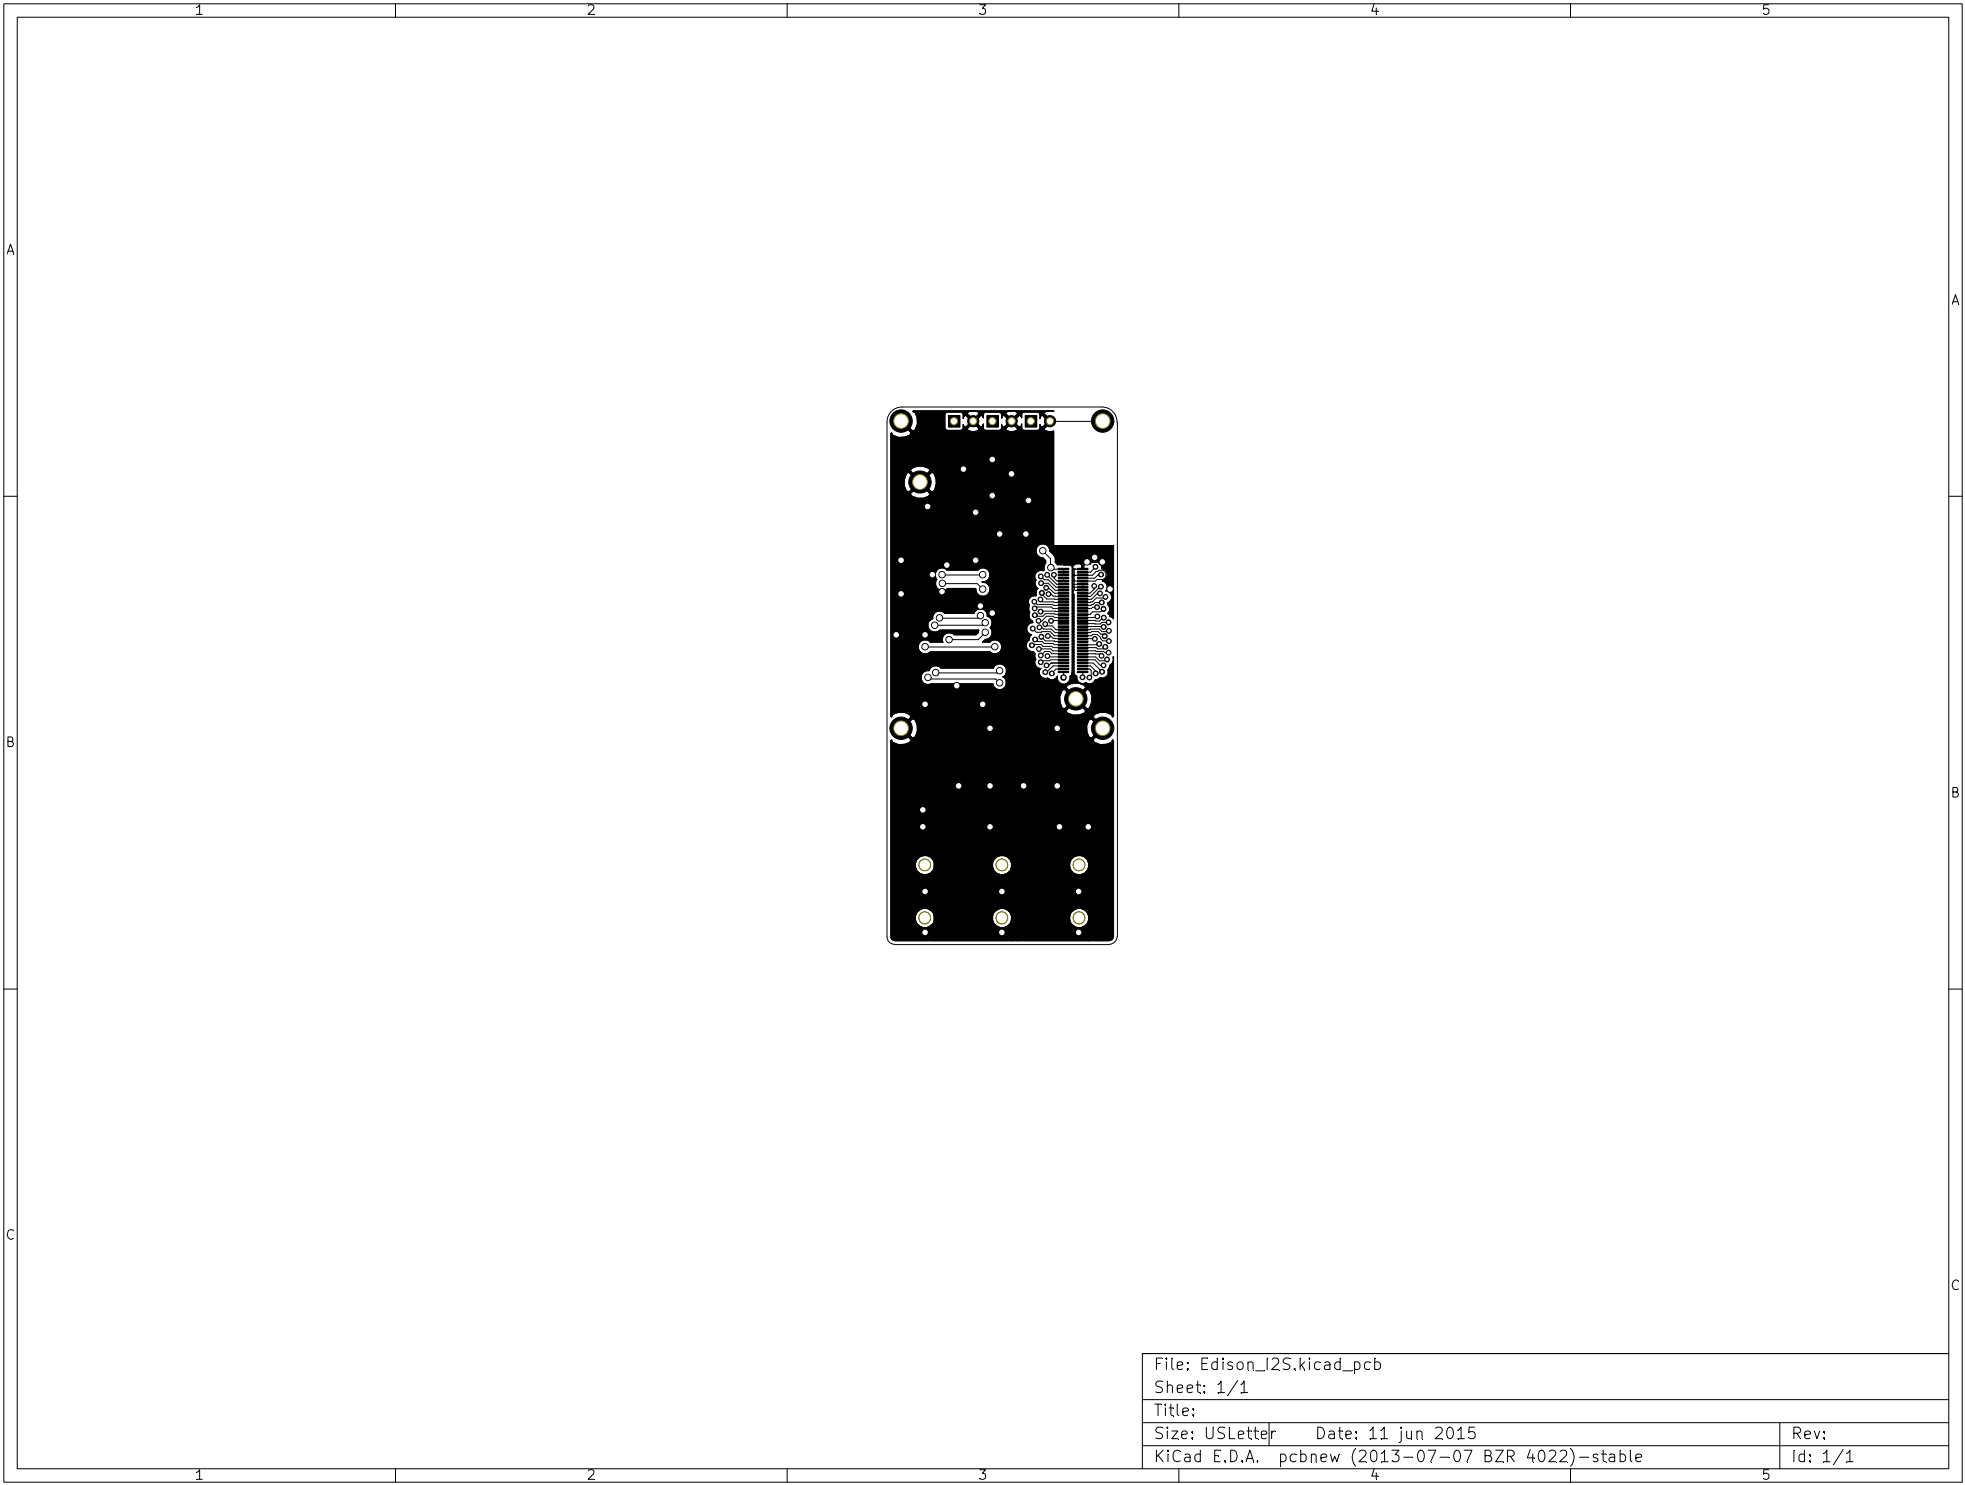 1 2 3 4 5
A A
B B
C C
File: Edison_I2S.kicad_pcb
Sheet: 1/1
Title:
Size: USLetter Date: 11 jun 2015 Rev:
KiCad E.D.A. pcbnew (2013-07-07 BZR 4022)-stable Id: 1/1
1 2 3 4 5